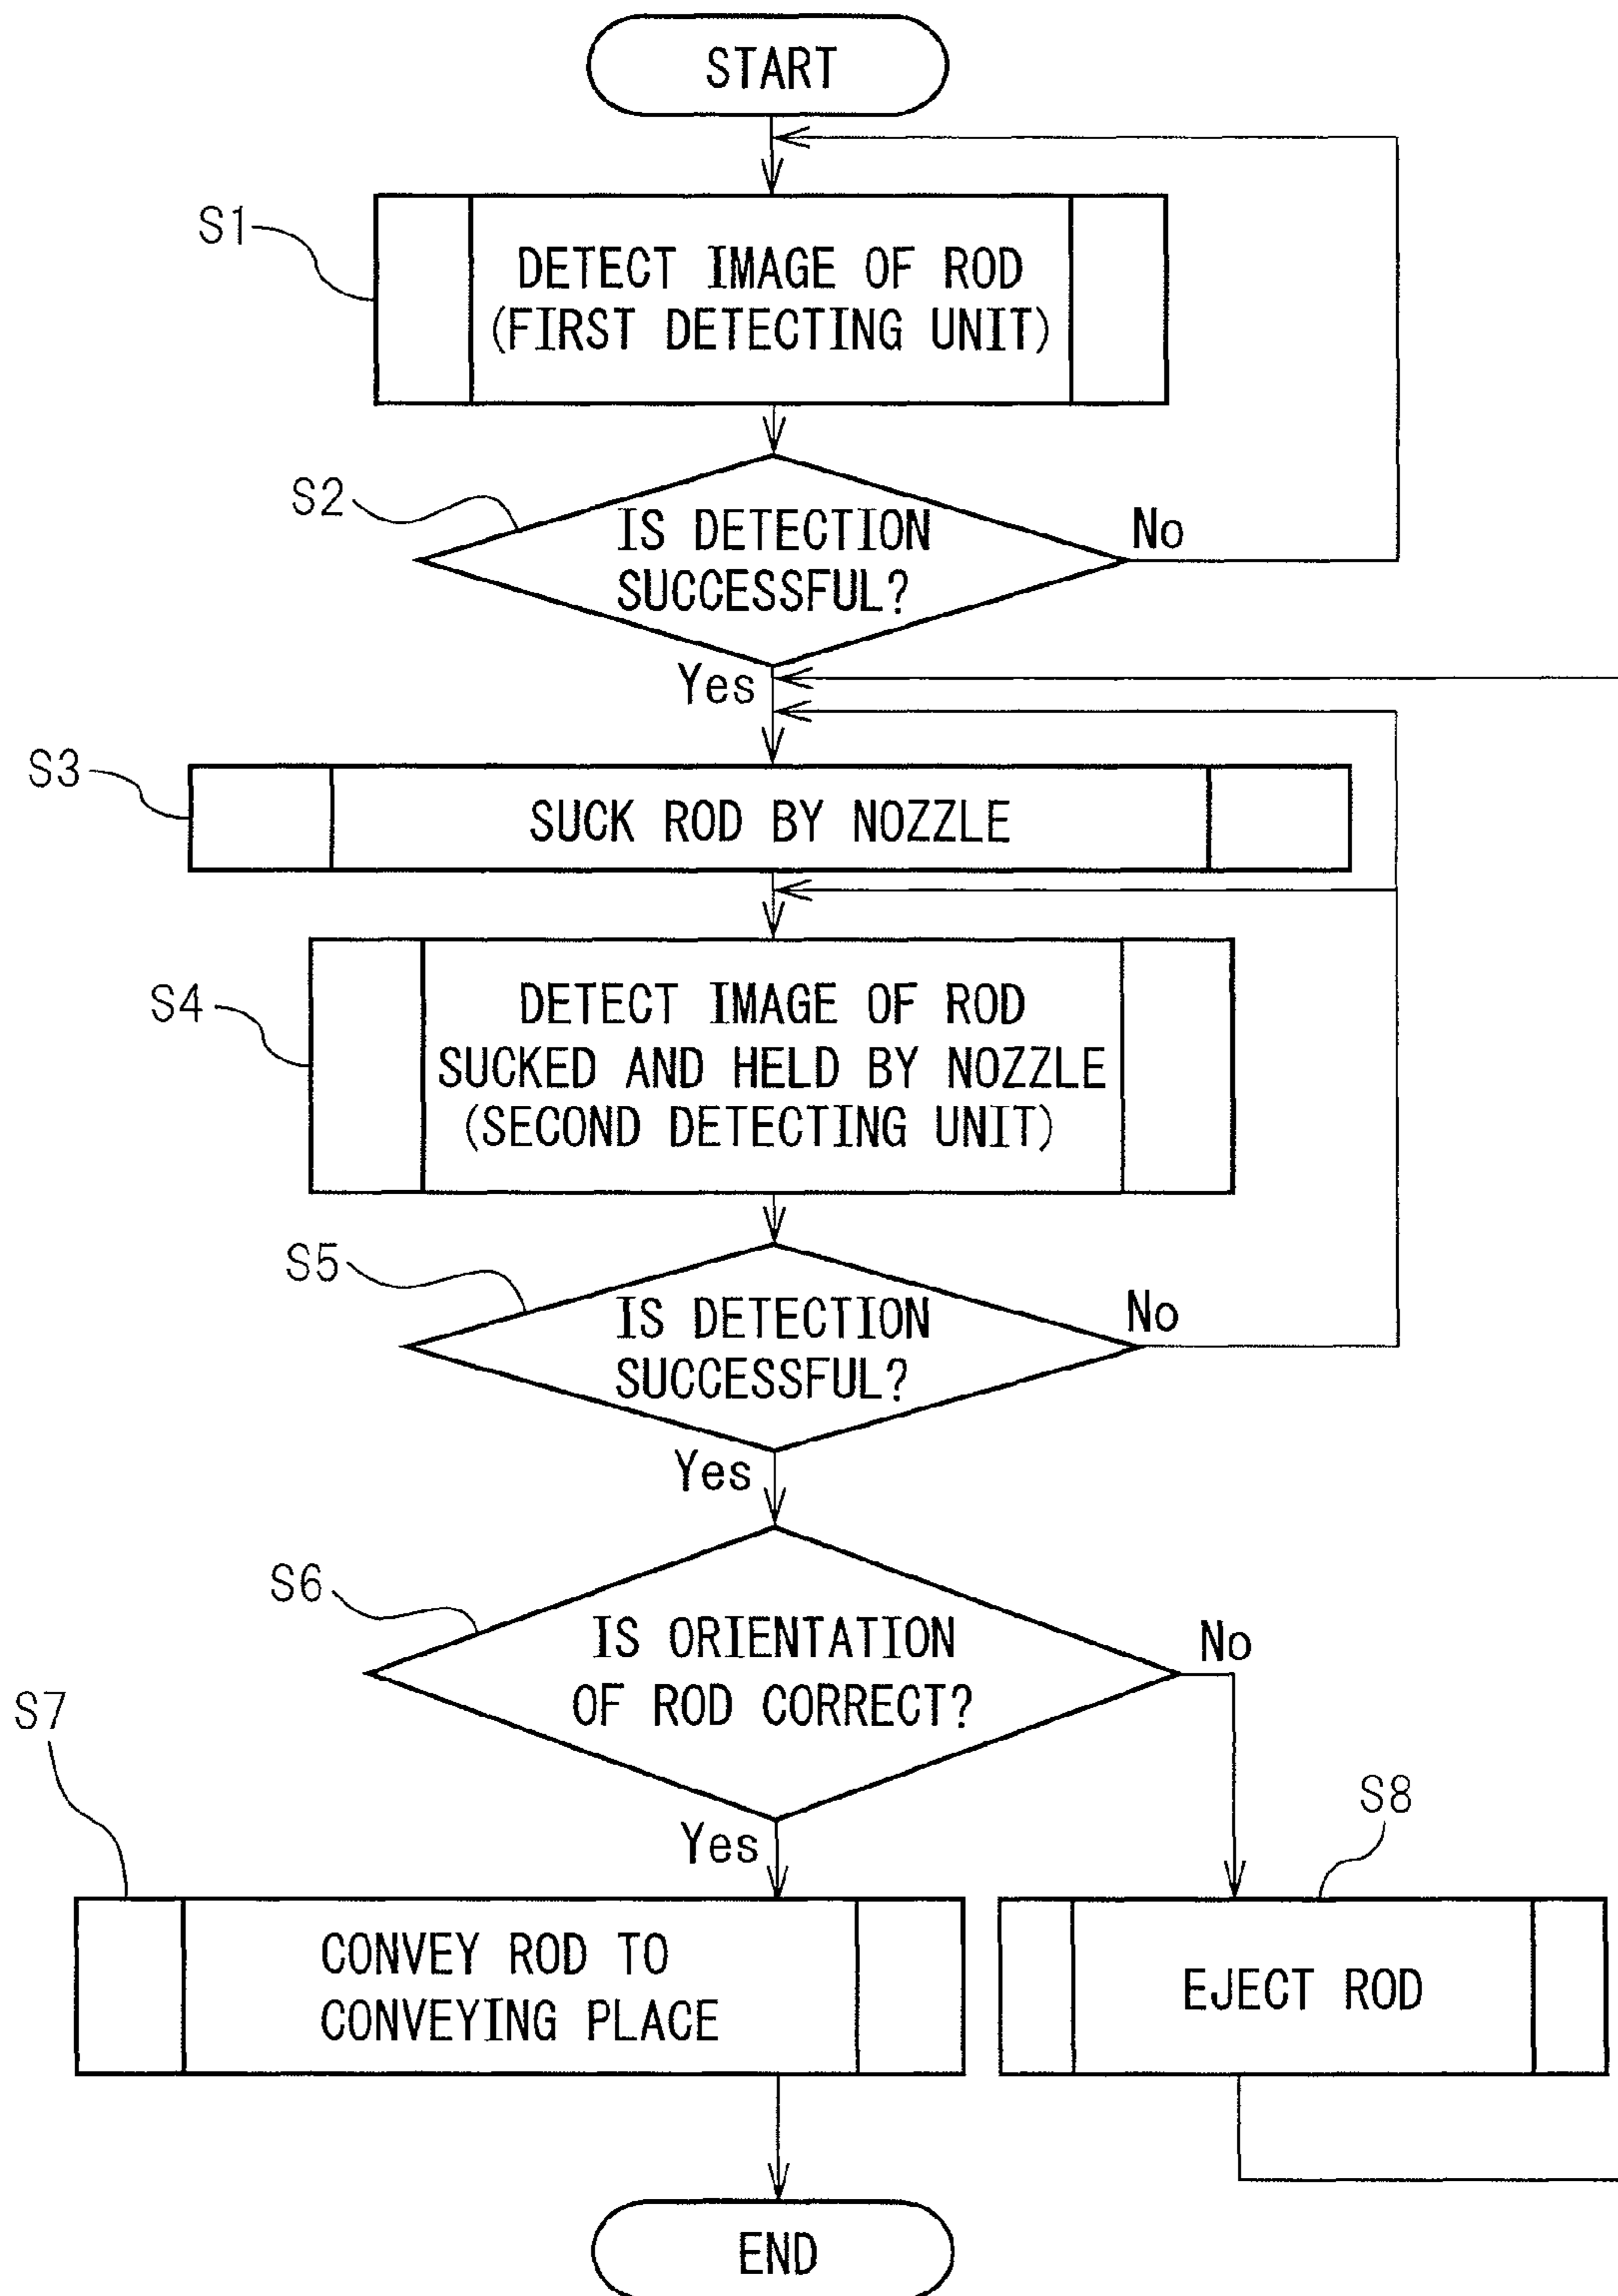 START
S1
DETECT IMAGE OF ROD
(FIRST DETECTING UNIT)
S2
IS DETECTION
SUCCESSFUL?
No
Yes
S3
SUCK ROD BY NOZZLE
S4
DETECT IMAGE OF ROD
SUCKED AND HELD BY NOZZLE
(SECOND DETECTING UNIT)
S5
IS DETECTION
SUCCESSFUL?
No
Yes
S6
IS ORIENTATION
OF ROD CORRECT?
No
Yes
S7
CONVEY ROD TO
CONVEYING PLACE
S8
EJECT ROD
END